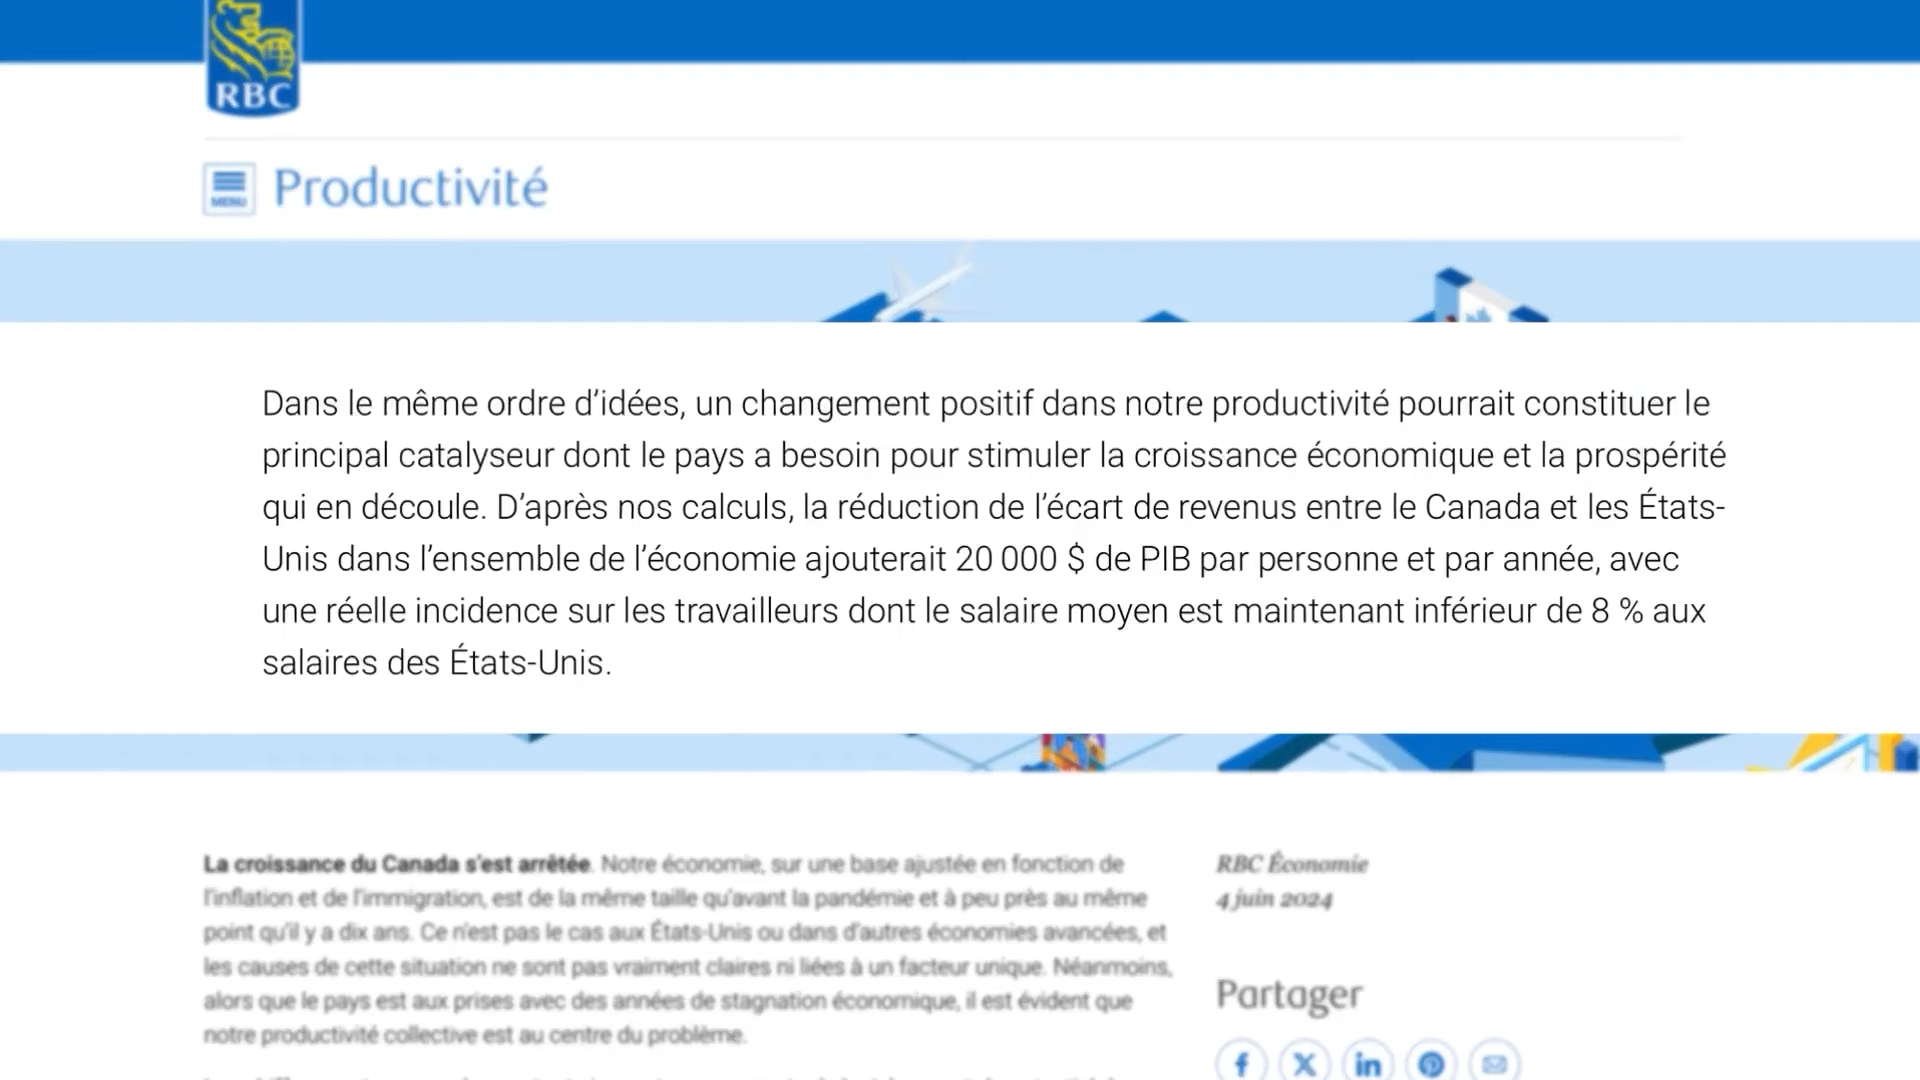 RBC
MENU
Productivité
Dans le même ordre d’idées, un changement positif dans notre productivité pourrait constituer le
principal catalyseur dont le pays a besoin pour stimuler la croissance économique et la prospérité
qui en découle. D’après nos calculs, la réduction de l’écart de revenus entre le Canada et les États-
Unis dans l’ensemble de l’économie ajouterait 20 000 $ de PIB par personne et par année, avec
une réelle incidence sur les travailleurs dont le salaire moyen est maintenant inférieur de 8 % aux
salaires des États-Unis.
La croissance du Canada s’est arrêtée. Notre économie, sur une base ajustée en fonction de
l’inflation et de l’immigration, est de la même taille qu’avant la pandémie et à peu près au même
point qu’il y a dix ans. Ce n’est pas le cas aux États-Unis ou dans d’autres économies avancées, et
les causes de cette situation ne sont pas vraiment claires ni liées à un facteur unique. Néanmoins,
alors que le pays est aux prises avec des années de stagnation économique, il est évident que
notre productivité collective est au centre du problème.
RBC Économie
4 juin 2024
Partager